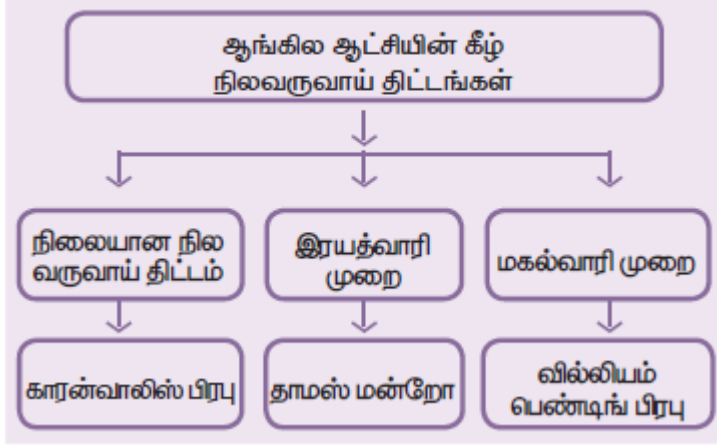 ஆங்கில ஆட்சியின் கீழ்
நிலவருவாய் திட்டங்கள்
நிலையான நில
வருவாய் திட்டம்
இரயத்வாரி
முறை
மகல்வாரி முறை
காரன்வாலிஸ் பிரபு
தாமஸ் மன்றோ
வில்லியம்
பெண்டிங் பிரபு